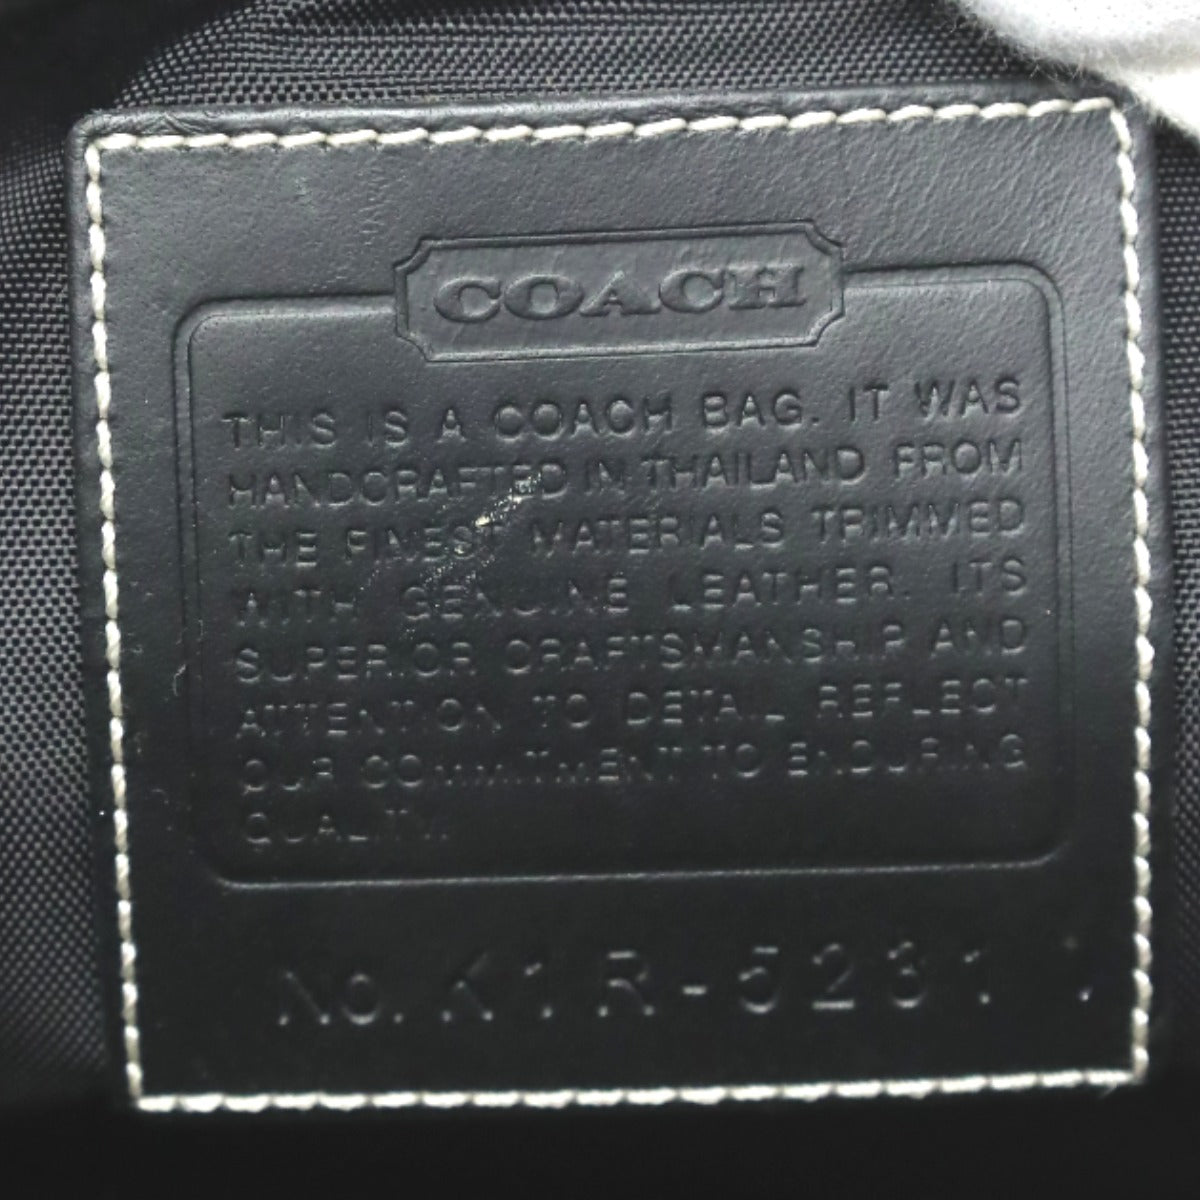 COACH
THIS IS A COACH BAG. IT WAS
HANDCRAFTED IN THAILAND FROM
THE FINEST MATERIALS TRIMMED
WITH GENUINE LEATHER. ITS
SUPERIOR CRAFTSMANSHIP AND
ATTENTION TO DETAIL REFLECT
OUR COMMITMENT TO ENDURING
QUALITY.
No. K1R-5231